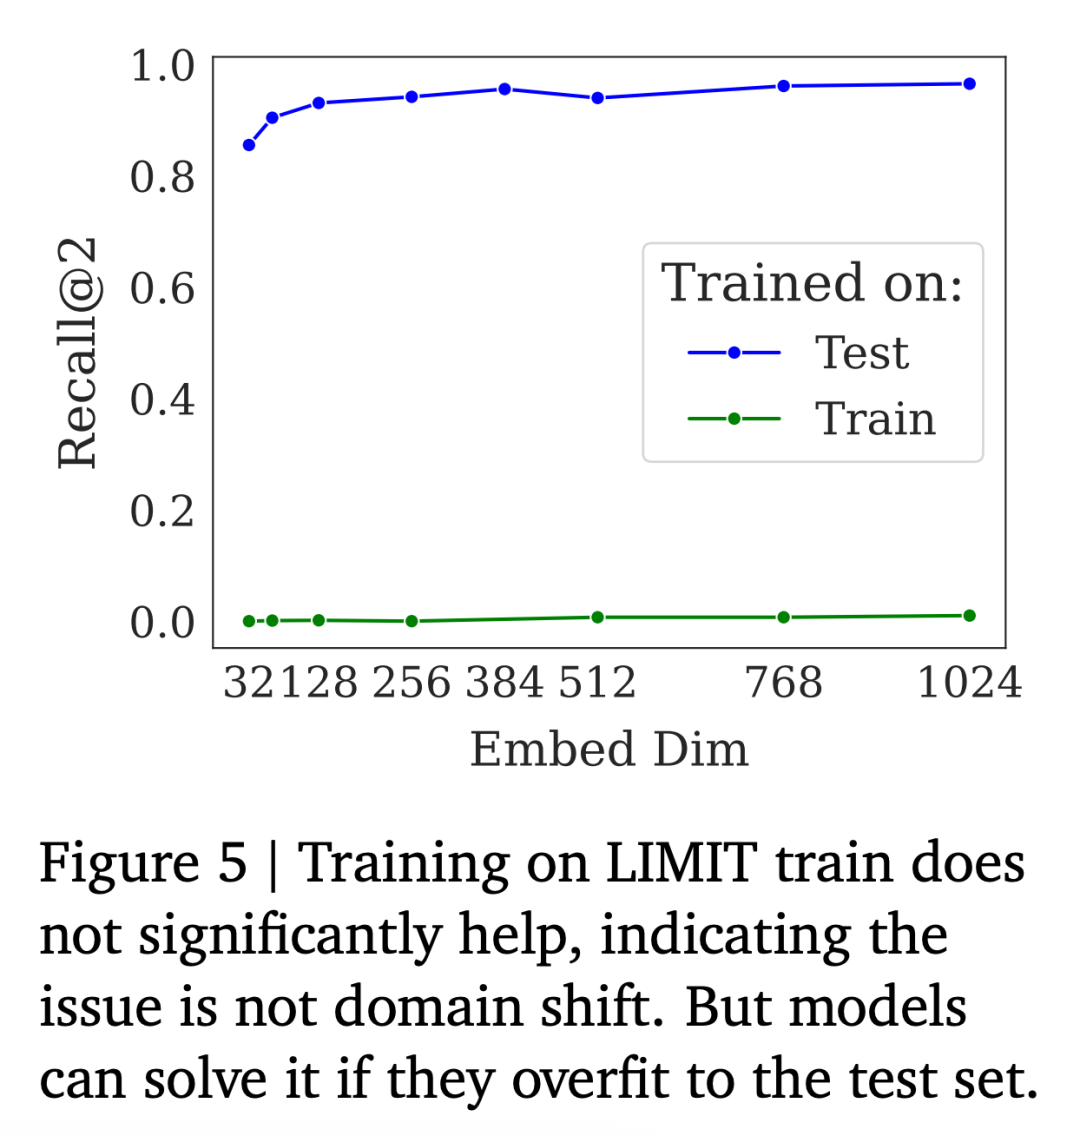 1.0
0.8
0.6
0.4
0.2
0.0
Recall@2
Trained on:
Test
Train
32 128 256 384 512 768 1024
Embed Dim
Figure 5 | Training on LIMIT train does
not significantly help, indicating the
issue is not domain shift. But models
can solve it if they overfit to the test set.